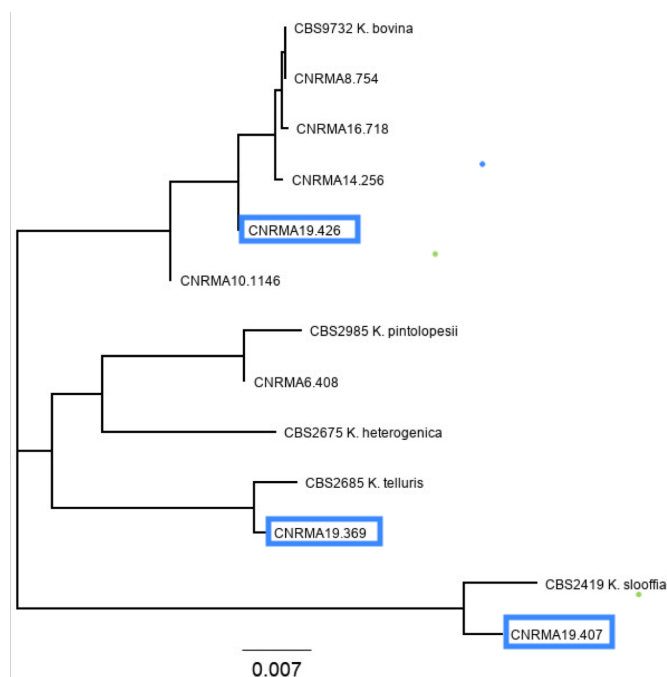 CBS9732 K. bovina
CNRMA8.754
CNRMA16.718
CNRMA14.256
CNRMA19.426
CNRMA10.1146
CBS2985 K. pintolopesii
CNRMA6.408
CBS2675 K. heterogenica
CBS2685 K. telluris
CNRMA19.369
CBS2419 K. slooffia
CNRMA19.407
0.007